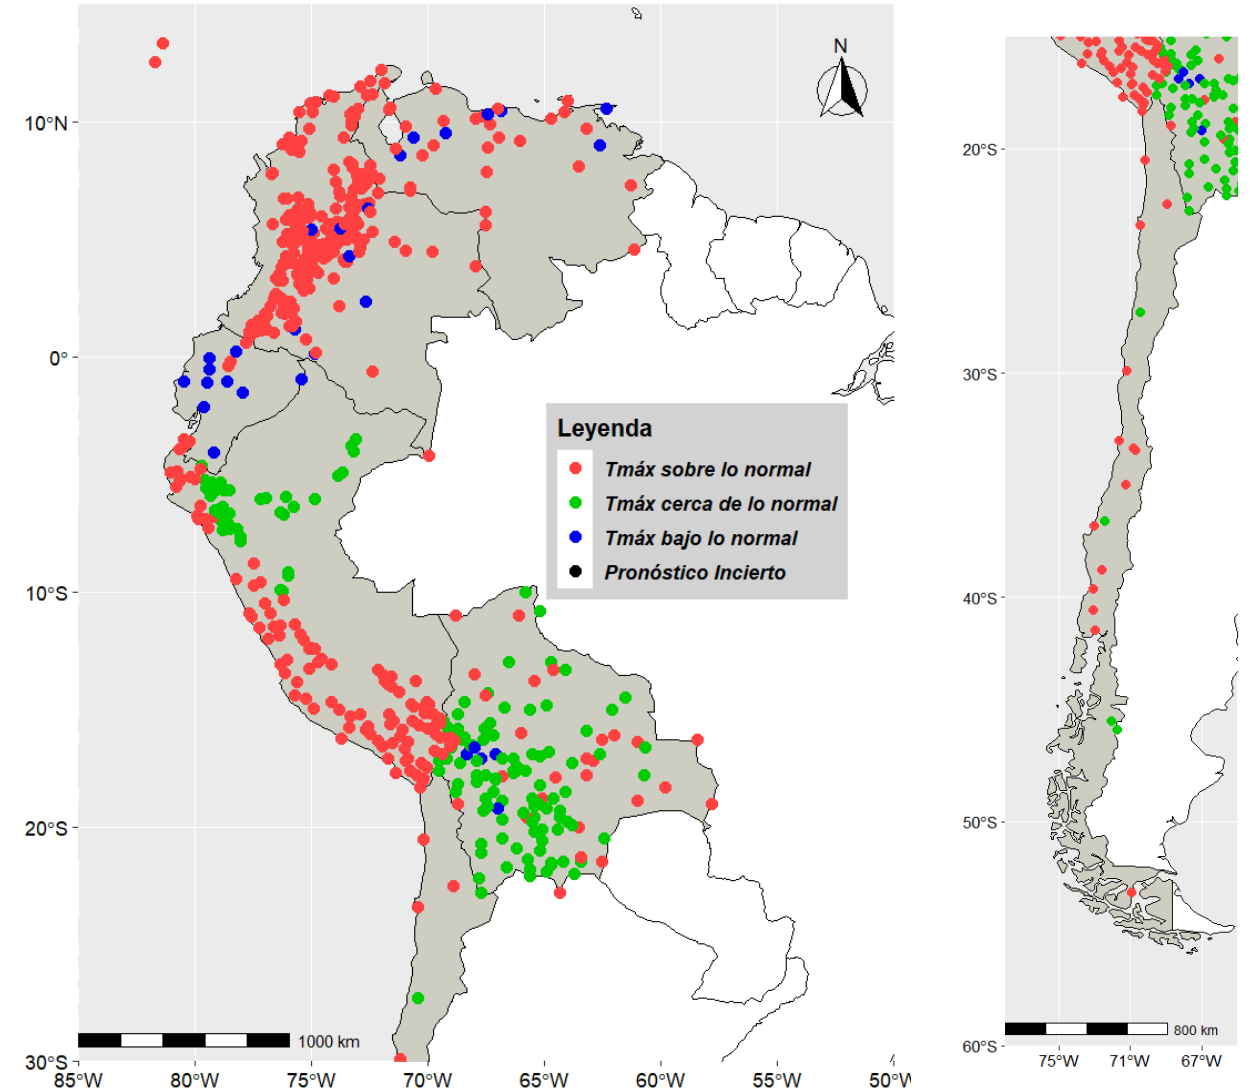 N
10°N
0°
10°S
20°S
30°S
85°W
80°W
75°W
70°W
65°W
60°W
55°W
50°W
1000 km
Leyenda
Tmáx sobre lo normal
Tmáx cerca de lo normal
Tmáx bajo lo normal
Pronóstico Incierto
20°S
30°S
40°S
50°S
60°S
75°W
71°W
67°W
800 km